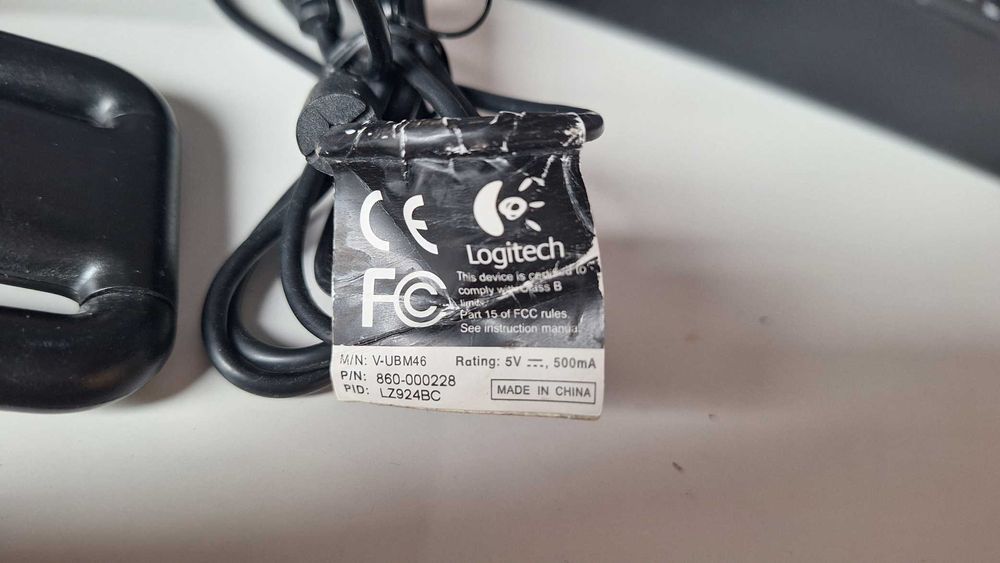 CE
Logitech
FC
This device is certified to
comply with Class B
limits
Part 15 of FCC rules.
See instruction manual
M/N: V-UBM46
Rating: 5V ⎓, 500mA
P/N: 860-000228
PID: LZ924BC
MADE IN CHINA